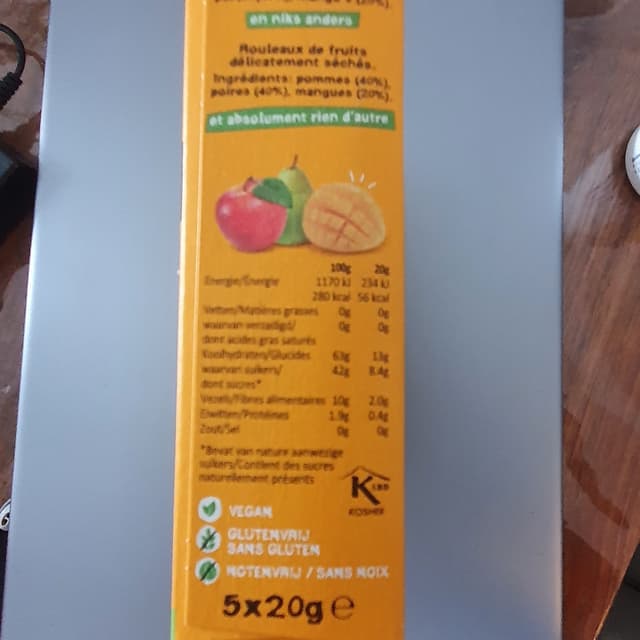 en niks anders
Rouleaux de fruits
délicatement séchés.
Ingrédients: pommes (40%),
poires (40%), mangues (20%).
et absolument rien d'autre
100g 20g
Energie/Énergie 1170 kJ 234 kJ
280 kcal 56 kcal
Vetten/Matières grasses 0g 0g
waarvan verzadigd/ 0g 0g
dont acides gras saturés
Koolhydraten/Glucides 63g 13g
waarvan suikers/ 42g 8.4g
dont sucres*
Vezels/Fibres alimentaires 10g 2.0g
Eiwitten/Protéines 1.9g 0.4g
Zout/Sel 0g 0g
*Bevat van nature aanwezige
suikers/Contient des sucres
naturellement présents
K LBD
KOSHER
VEGAN
GLUTENVRIJ
SANS GLUTEN
NOTENVRIJ / SANS NOIX
5x20g e